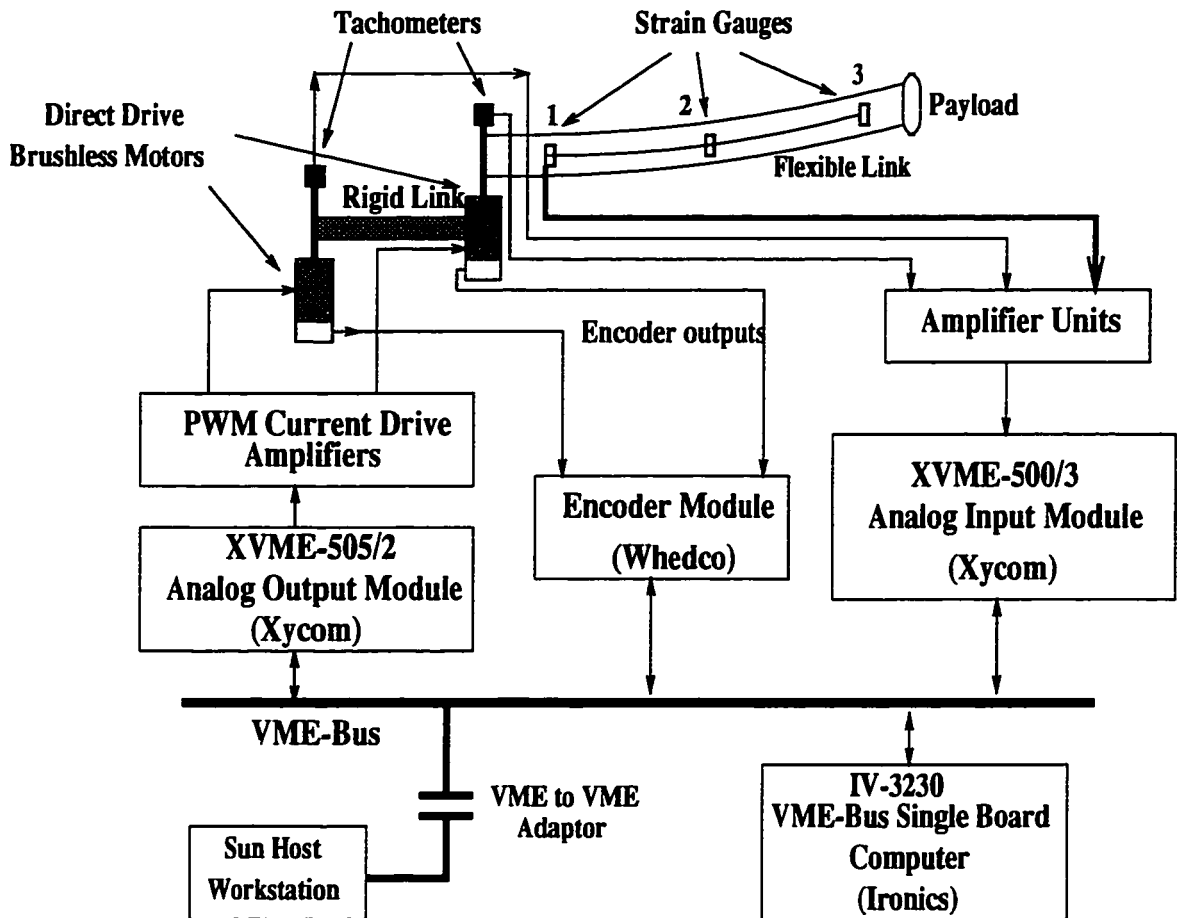 Tachometers
Strain Gauges
Direct Drive
Brushless Motors
1
2
3
Payload
Rigid Link
Flexible Link
Encoder outputs
Amplifier Units
PWM Current Drive
Amplifiers
Encoder Module
(Whedco)
XVME-500/3
Analog Input Module
(Xycom)
XVME-505/2
Analog Output Module
(Xycom)
VME-Bus
VME to VME
Adaptor
IV-3230
VME-Bus Single Board
Computer
(Ironics)
Sun Host
Workstation